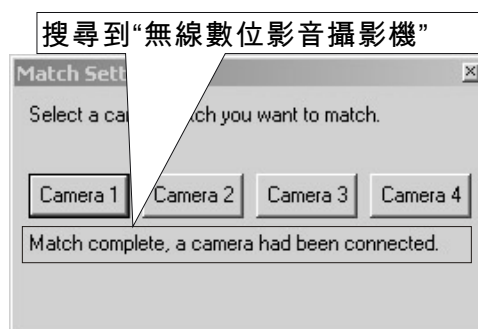 搜尋到“無線數位影音攝影機”
Match Sett
Select a ca ch you want to match.
Camera 1 Camera 2 Camera 3 Camera 4
Match complete, a camera had been connected.